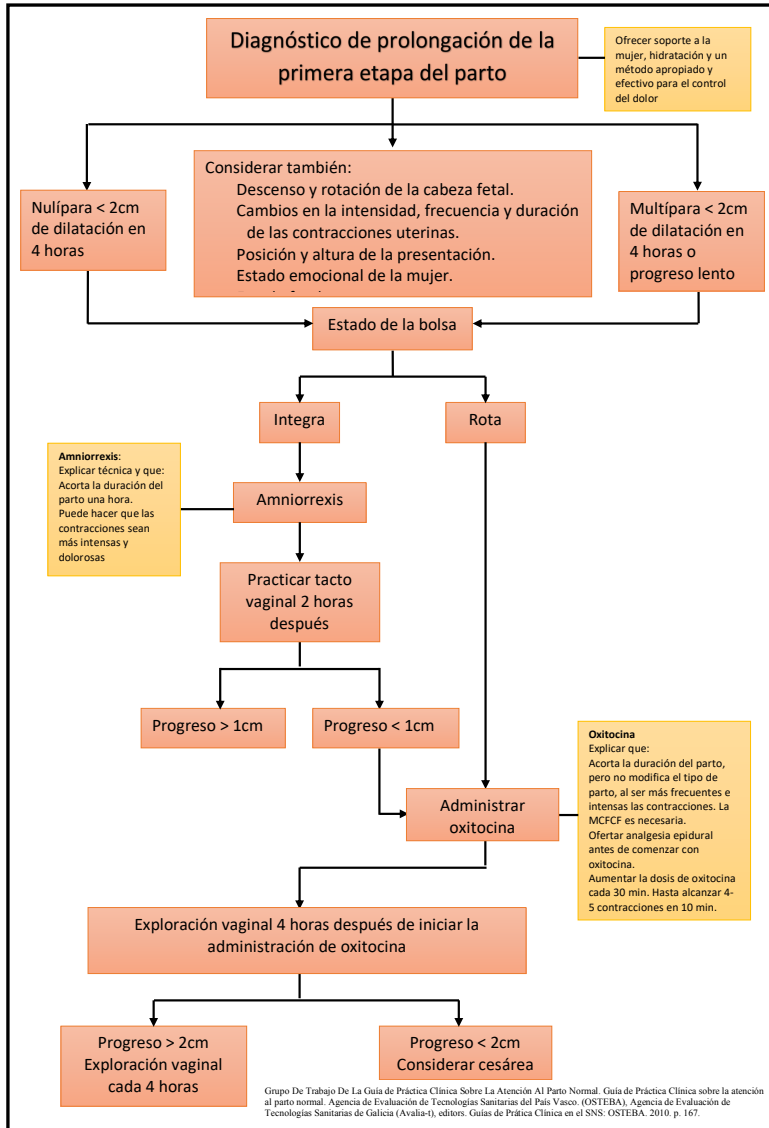 Diagnóstico de prolongación de la
primera etapa del parto
Ofrecer soporte a la
mujer, hidratación y un
método apropiado y
efectivo para el control
del dolor
Nulípara < 2cm
de dilatación en
4 horas
Considerar también:
Descenso y rotación de la cabeza fetal.
Cambios en la intensidad, frecuencia y duración
de las contracciones uterinas.
Posición y altura de la presentación.
Estado emocional de la mujer.
Multípara < 2cm
de dilatación en
4 horas o
progreso lento
Estado de la bolsa
Integra
Rota
Amniorrexis:
Explicar técnica y que:
Acorta la duración del
parto una hora.
Puede hacer que las
contracciones sean
más intensas y
dolorosas
Amniorrexis
Practicar tacto
vaginal 2 horas
después
Progreso > 1cm
Progreso < 1cm
Administrar
oxitocina
Oxitocina
Explicar que:
Acorta la duración del parto,
pero no modifica el tipo de
parto, al ser más frecuentes e
intensas las contracciones. La
MCFCF es necesaria.
Ofertar analgesia epidural
antes de comenzar con
oxitocina.
Aumentar la dosis de oxitocina
cada 30 min. Hasta alcanzar 4-
5 contracciones en 10 min.
Exploración vaginal 4 horas después de iniciar la
administración de oxitocina
Progreso > 2cm
Exploración vaginal
cada 4 horas
Progreso < 2cm
Considerar cesárea
Grupo De Trabajo De La Guía de Práctica Clínica Sobre La Atención Al Parto Normal. Guía de Práctica Clínica sobre la atención
al parto normal. Agencia de Evaluación de Tecnologías Sanitarias del País Vasco. (OSTEBA), Agencia de Evaluación de
Tecnologías Sanitarias de Galicia (Avalia-t), editors. Guías de Prática Clínica en el SNS: OSTEBA. 2010. p. 167.